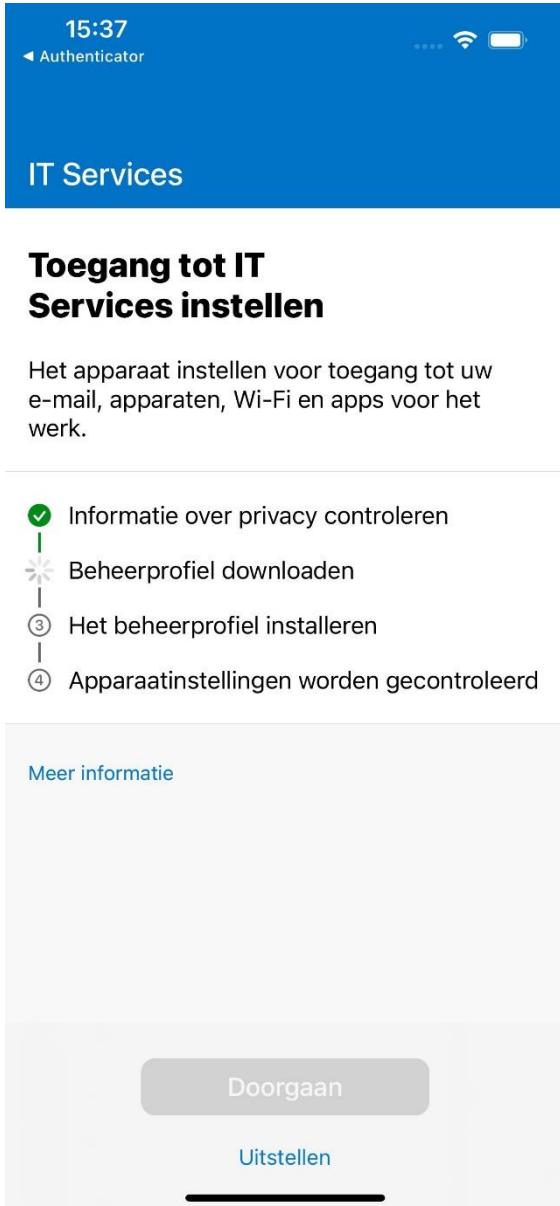 15:37
◀ Authenticator
IT Services
Toegang tot IT
Services instellen
Het apparaat instellen voor toegang tot uw
e-mail, apparaten, Wi-Fi en apps voor het
werk.
Informatie over privacy controleren
Beheerprofiel downloaden
3 Het beheerprofiel installeren
4 Apparaatinstellingen worden gecontroleerd
Meer informatie
Doorgaan
Uitstellen